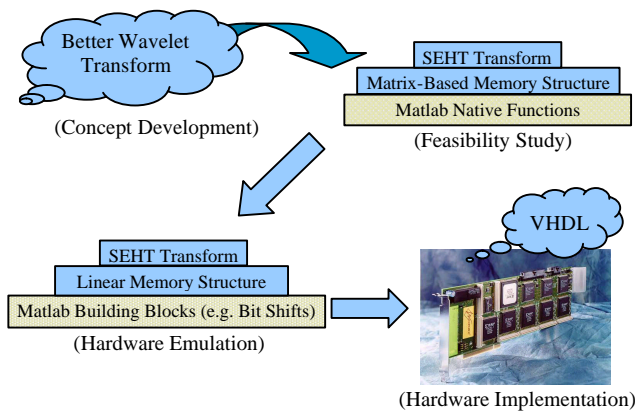 Better Wavelet
Transform
(Concept Development)
SEHT Transform
Matrix-Based Memory Structure
Matlab Native Functions
(Feasibility Study)
SEHT Transform
Linear Memory Structure
Matlab Building Blocks (e.g. Bit Shifts)
(Hardware Emulation)
VHDL
(Hardware Implementation)